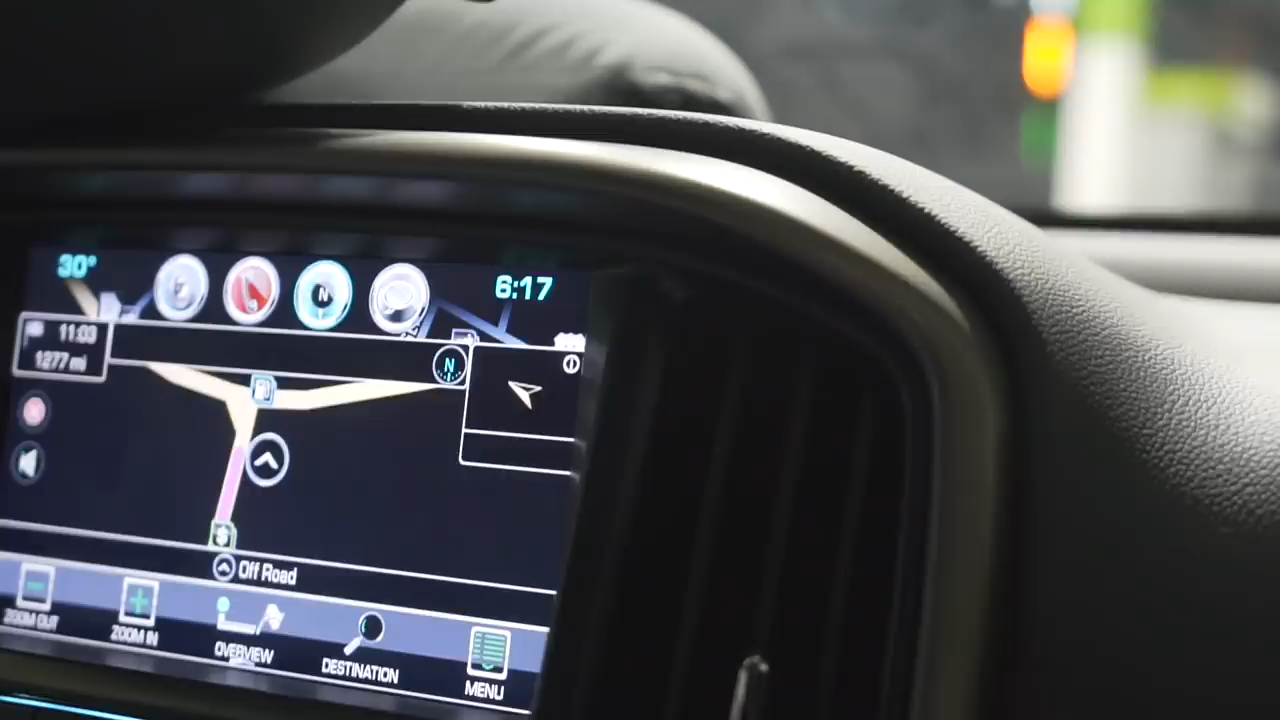 30°
N
6:17
11:03
1277 mi
N
$
Off Road
ZOOM OUT
ZOOM IN
OVERVIEW
DESTINATION
MENU